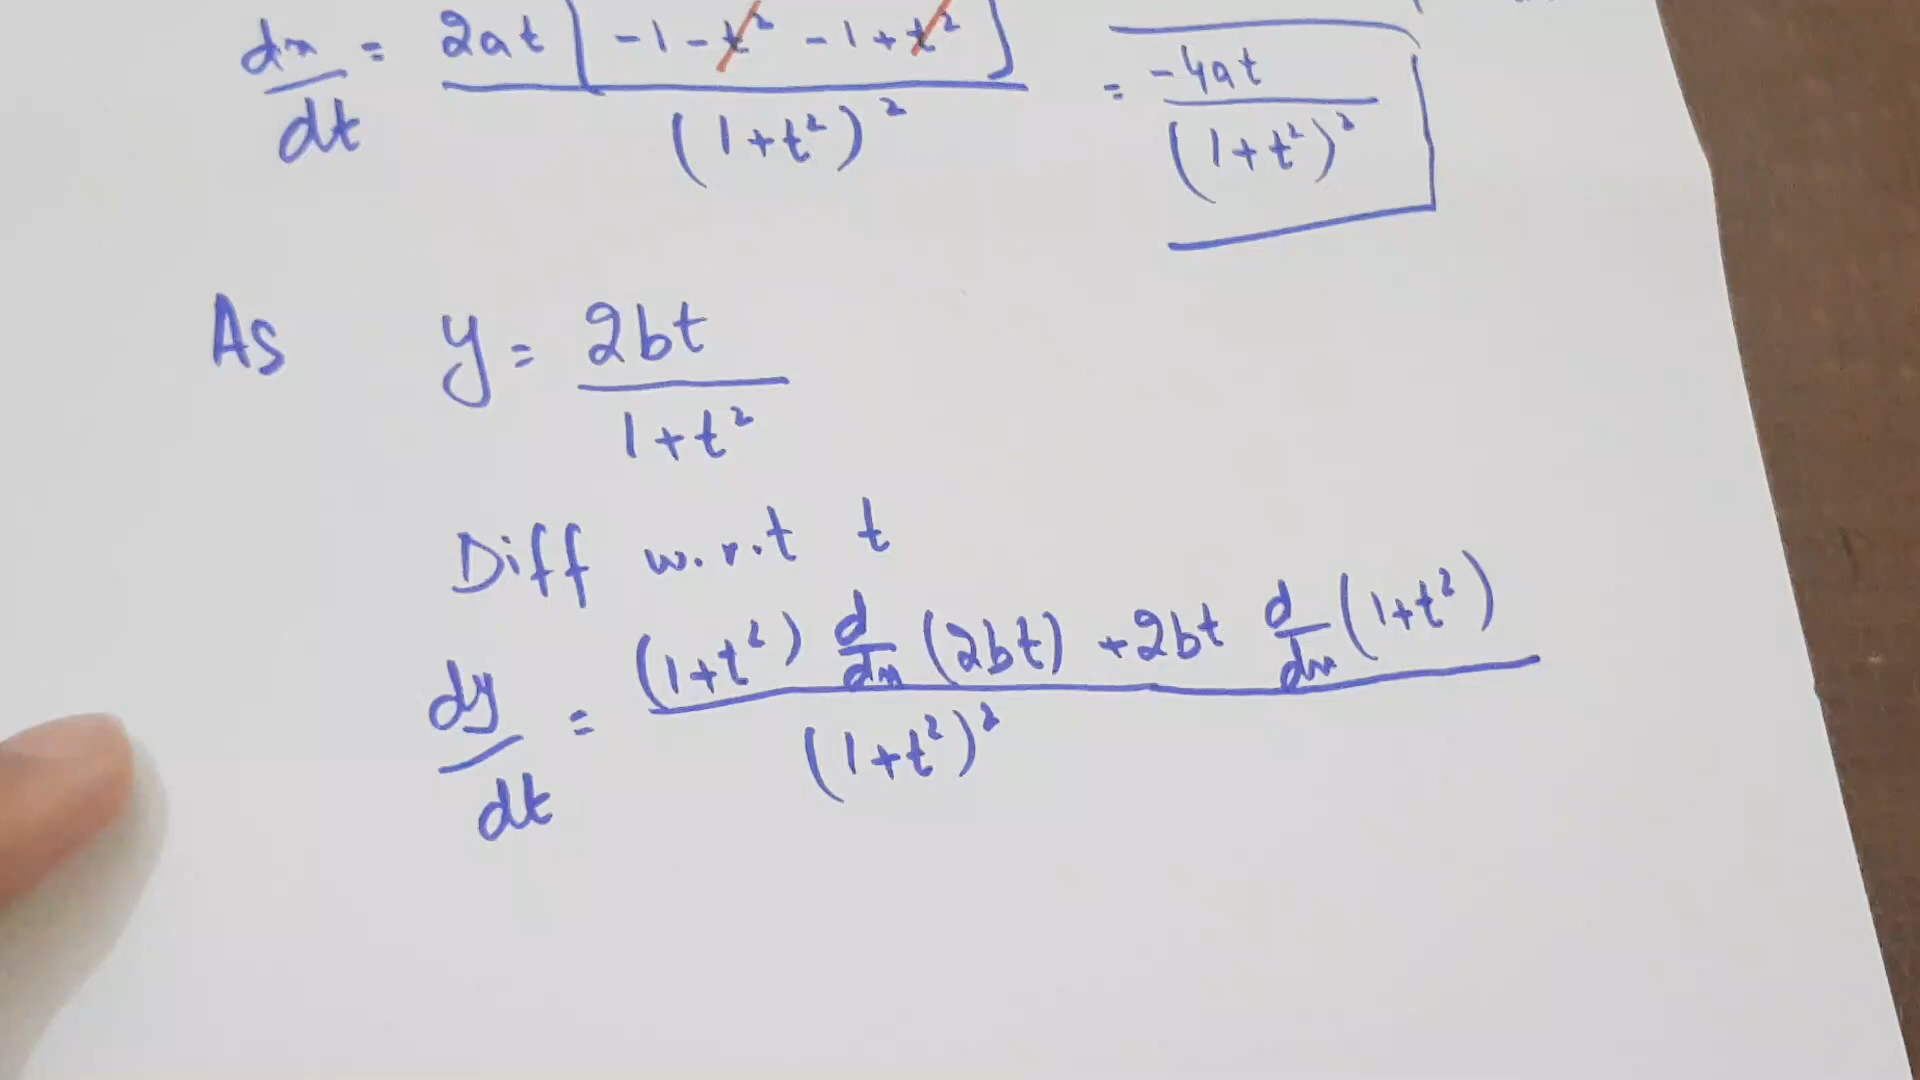 dx/dt = 2at[-1-t²-1+t²]/(1+t²)² = -4at/(1+t²)²
As y = 2bt/1+t²
Diff w.r.t t
dy/dt = (1+t²) d/dx (2bt) +2bt d/dx (1+t²)/(1+t²)²